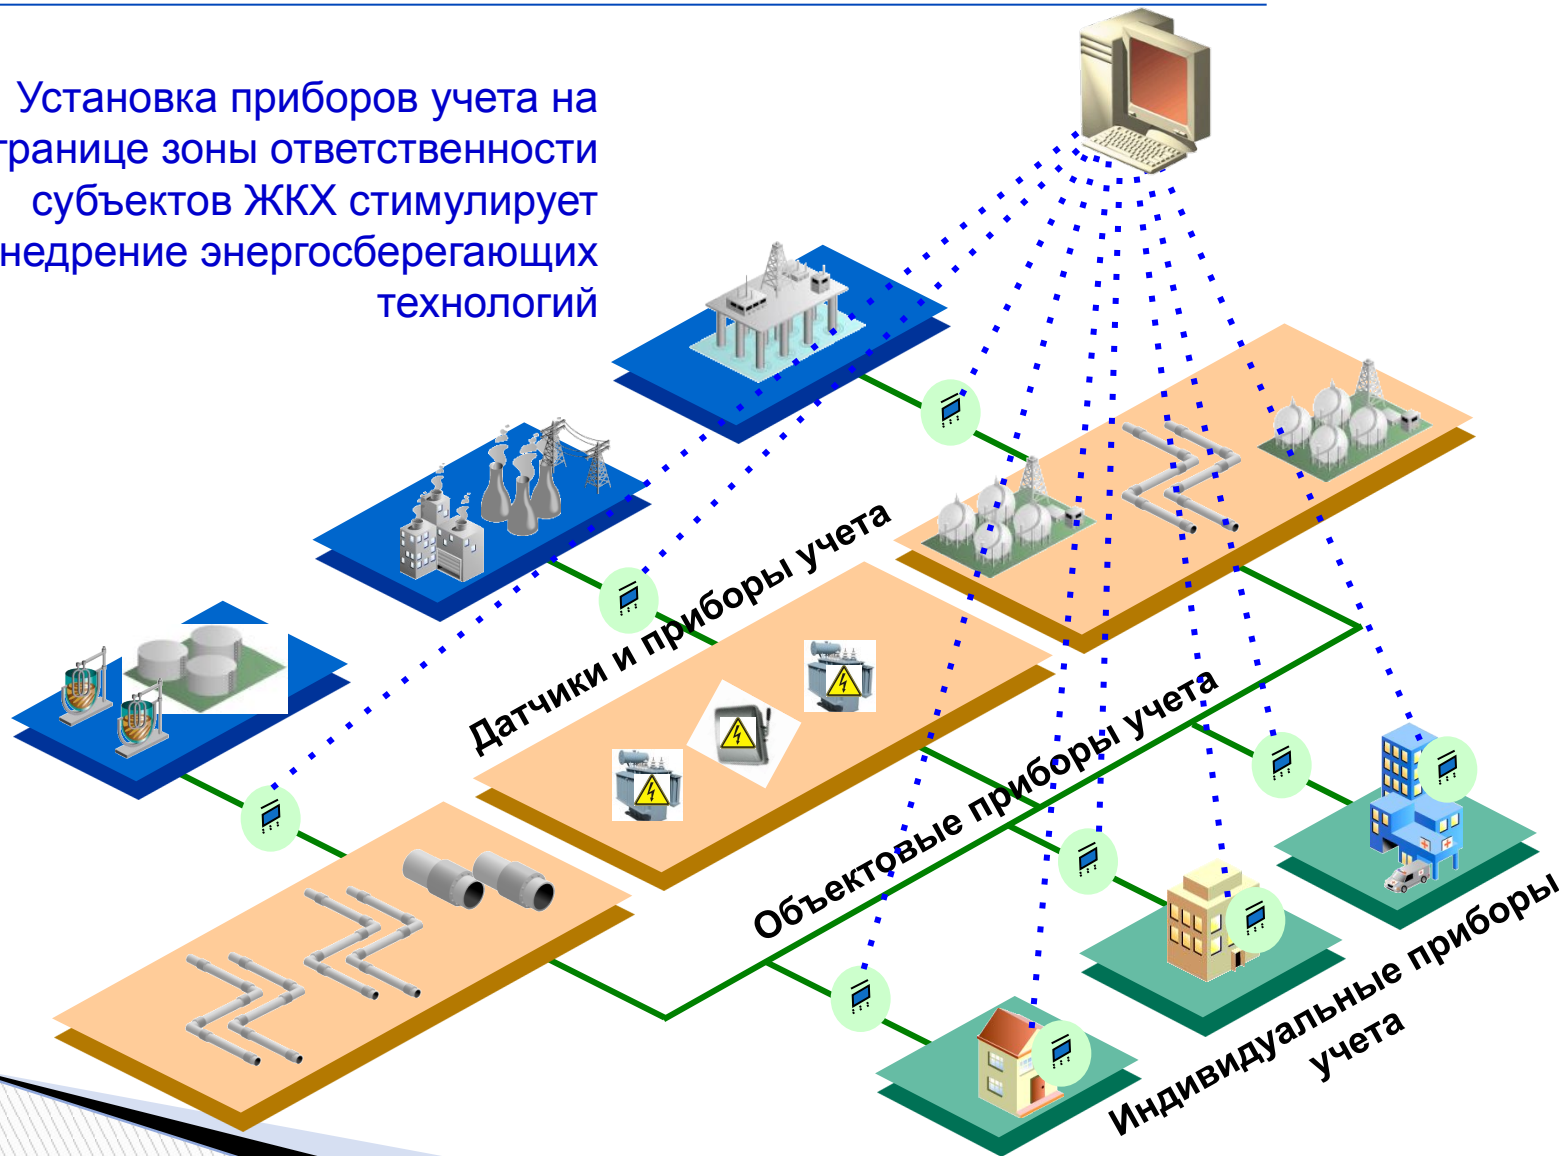 Установка приборов учета на
границе зоны ответственности
субъектов ЖКХ стимулирует
недрение энергосберегающих
технологий
Датчики и приборы учета
Объектовые приборы учета
Индивидуальные приборы
учета